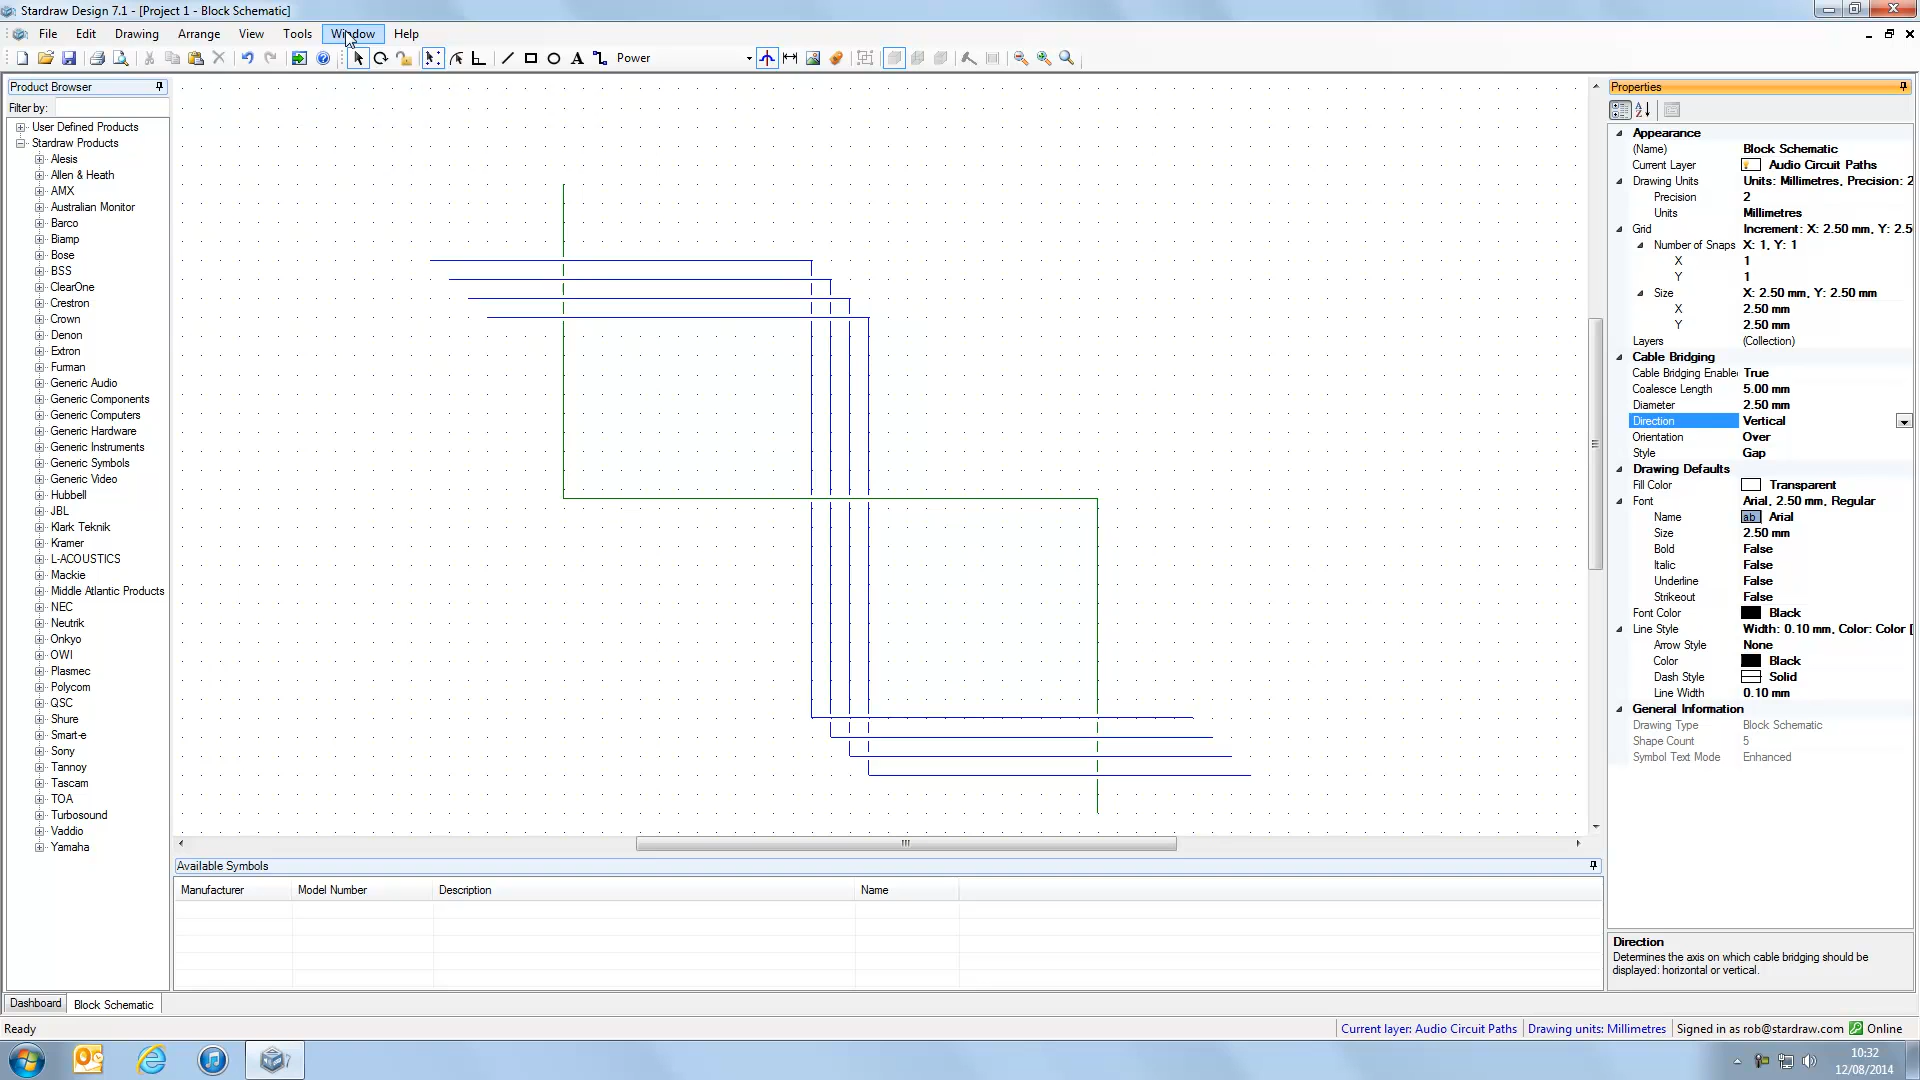 Stardraw Design 7.1 - [Project 1 - Block Schematic]
File Edit Drawing Arrange View Tools Window Help
Power
Product Browser
Filter by:
User Defined Products
Stardraw Products
Alesis
Allen & Heath
AMX
Australian Monitor
Barco
Biamp
Bose
BSS
ClearOne
Crestron
Crown
Denon
Extron
Furman
Generic Audio
Generic Components
Generic Computers
Generic Hardware
Generic Instruments
Generic Symbols
Generic Video
Hubbell
JBL
Klark Teknik
Kramer
L-ACOUSTICS
Mackie
Middle Atlantic Products
NEC
Neutrik
Onkyo
OWI
Plasmec
Polycom
QSC
Shure
Smart-e
Sony
Tannoy
Tascam
TOA
Turbosound
Vaddio
Yamaha
Available Symbols
Manufacturer Model Number Description Name
Properties
Appearance
(Name) Block Schematic
Current Layer Audio Circuit Paths
Drawing Units Units: Millimetres, Precision: 2
Precision 2
Units Millimetres
Grid Increment: X: 2.50 mm, Y: 2.5
Number of Snaps X: 1, Y: 1
X 1
Y 1
Size X: 2.50 mm, Y: 2.50 mm
X 2.50 mm
Y 2.50 mm
Layers (Collection)
Cable Bridging
Cable Bridging Enable True
Coalesce Length 5.00 mm
Diameter 2.50 mm
Direction Vertical
Orientation Over
Style Gap
Drawing Defaults
Fill Color Transparent
Font Arial, 2.50 mm, Regular
Name ab Arial
Size 2.50 mm
Bold False
Italic False
Underline False
Strikeout False
Font Color Black
Line Style Width: 0.10 mm, Color: Color [
Arrow Style None
Color Black
Dash Style Solid
Line Width 0.10 mm
General Information
Drawing Type Block Schematic
Shape Count 5
Symbol Text Mode Enhanced
Direction
Determines the axis on which cable bridging should be
displayed: horizontal or vertical.
Dashboard Block Schematic
Ready
Current layer: Audio Circuit Paths Drawing units: Millimetres Signed in as rob@stardraw.com Online
10:32
12/08/2014